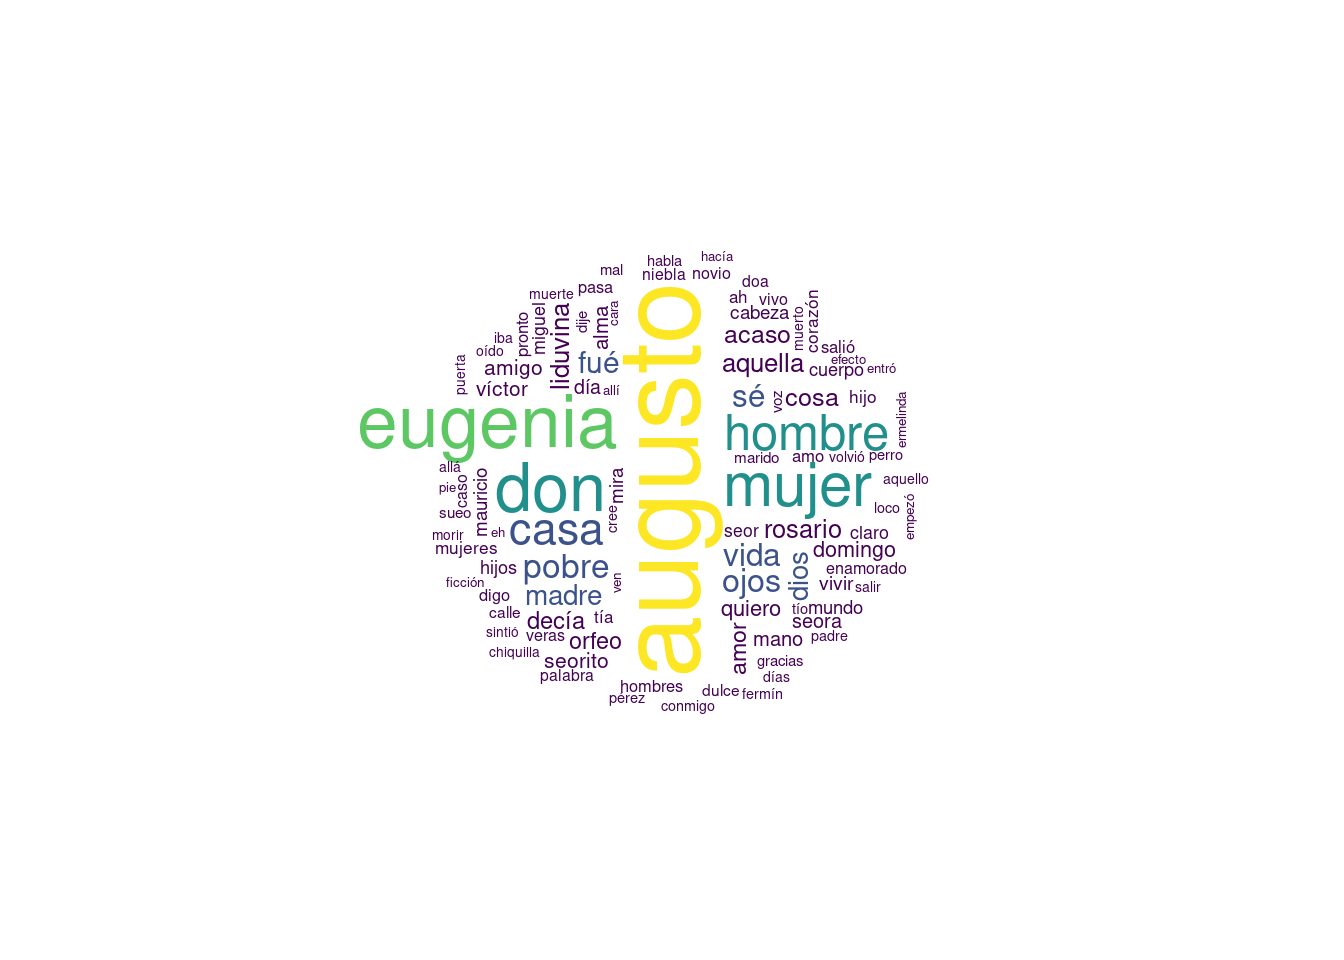 hacía
habla
mal
niebla
novio
doa
pasa
muerte
ah
vivo
cara
dije
alma
liduvina
miguel
pronto
iba
oído
puerta
cabeza
muerto
corazón
acaso
salió
efecto
entró
aquella
cuerpo
fué
amigo
víctor
día
allí
augusto
sé
voz
cosa
hijo
ermelinda
eugenia
hombre
marido
amo
volvió
perro
allá
pie
caso
mauricio
don
mira
mujer
aquello
loco
empezó
sueo
morir
mujeres
eh
casa
cree
seor
rosario
claro
vida
domingo
hijos
pobre
ven
ojos
dios
enamorado
vivir
salir
ficción
digo
madre
quiero
tío
mundo
calle
decía
tía
seora
sintió
veras
orfeo
amor
mano
padre
chiquilla
seorito
gracias
palabra
días
hombres
pérez
dulce
fermín
conmigo